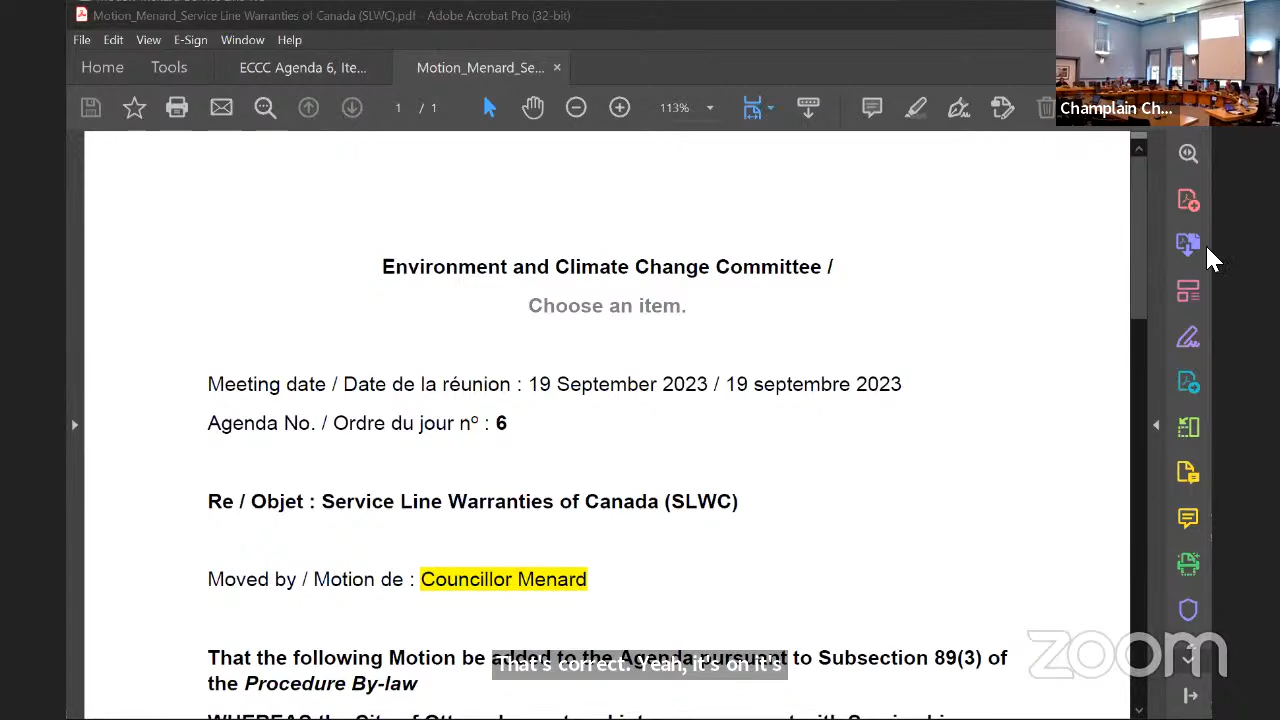 Motion_Menard_Service Line Warranties of Canada (SLWC).pdf - Adobe Acrobat Pro (32-bit)
File Edit View E-Sign Window Help
Home Tools ECCC Agenda 6, Ite... Motion_Menard_Se... ×
1 / 1 113%
Champlain Ch...
Environment and Climate Change Committee /
Choose an item.
Meeting date / Date de la réunion : 19 September 2023 / 19 septembre 2023
Agenda No. / Ordre du jour nº : 6
Re / Objet : Service Line Warranties of Canada (SLWC)
Moved by / Motion de : Councillor Menard
That the following Motion be added to the Agenda pursuant to Subsection 89(3) of
the Procedure By-law
That's correct. Yeah, it's on it's
zoom